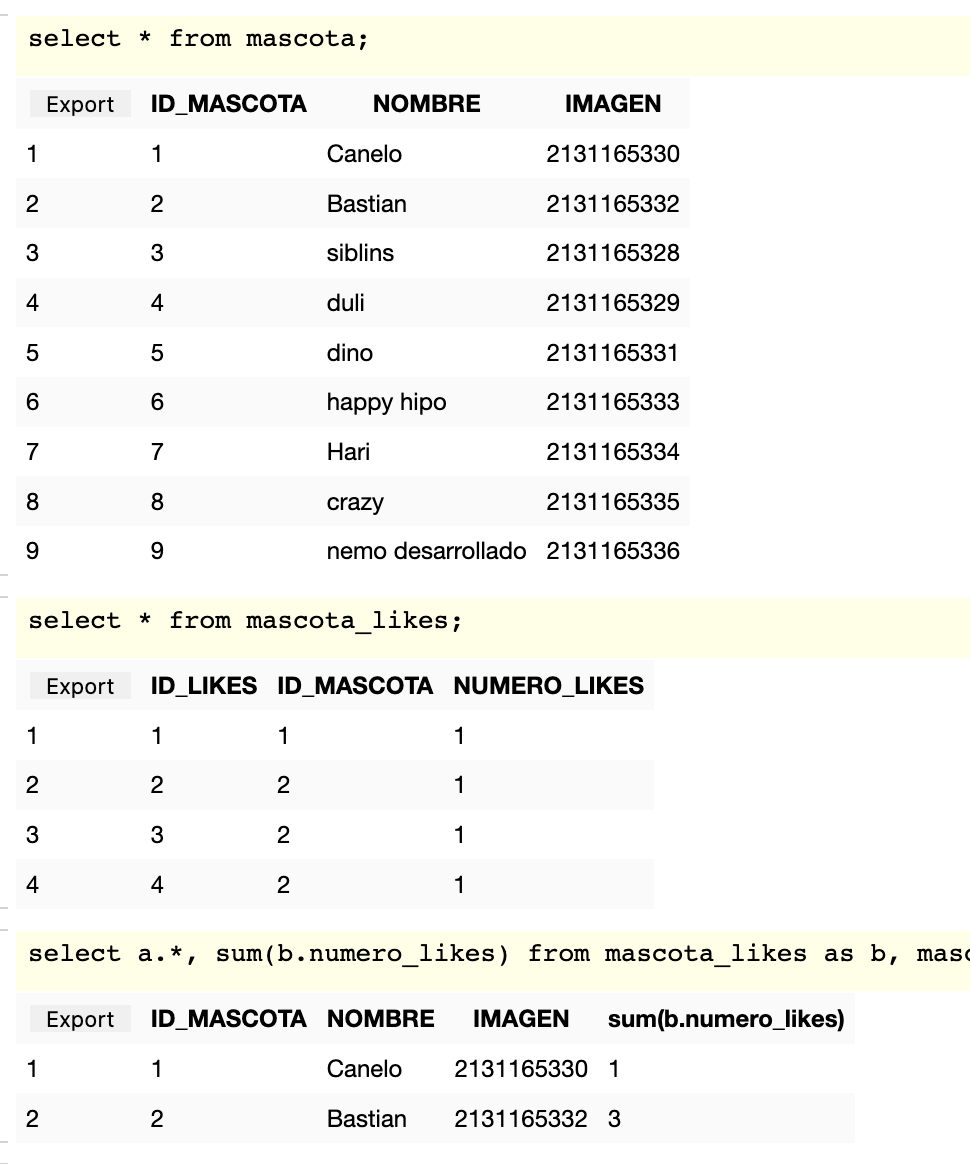 select * from mascota;
Export ID_MASCOTA NOMBRE IMAGEN
1 1 Canelo 2131165330
2 2 Bastian 2131165332
3 3 siblins 2131165328
4 4 duli 2131165329
5 5 dino 2131165331
6 6 happy hipo 2131165333
7 7 Hari 2131165334
8 8 crazy 2131165335
9 9 nemo desarrollado 2131165336
select * from mascota_likes;
Export ID_LIKES ID_MASCOTA NUMERO_LIKES
1 1 1 1
2 2 2 1
3 3 2 1
4 4 2 1
select a.*, sum(b.numero_likes) from mascota_likes as b, masc
Export ID_MASCOTA NOMBRE IMAGEN sum(b.numero_likes)
1 1 Canelo 2131165330 1
2 2 Bastian 2131165332 3